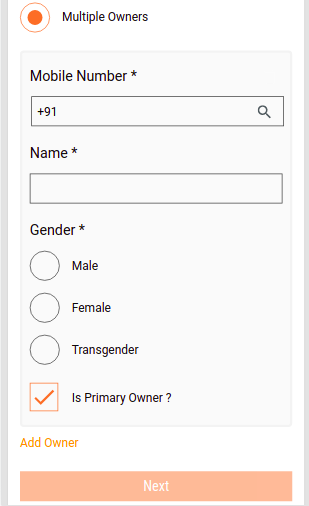 Multiple Owners
Mobile Number *
+91
Name *
Gender *
Male
Female
Transgender
Is Primary Owner ?
Add Owner
Next